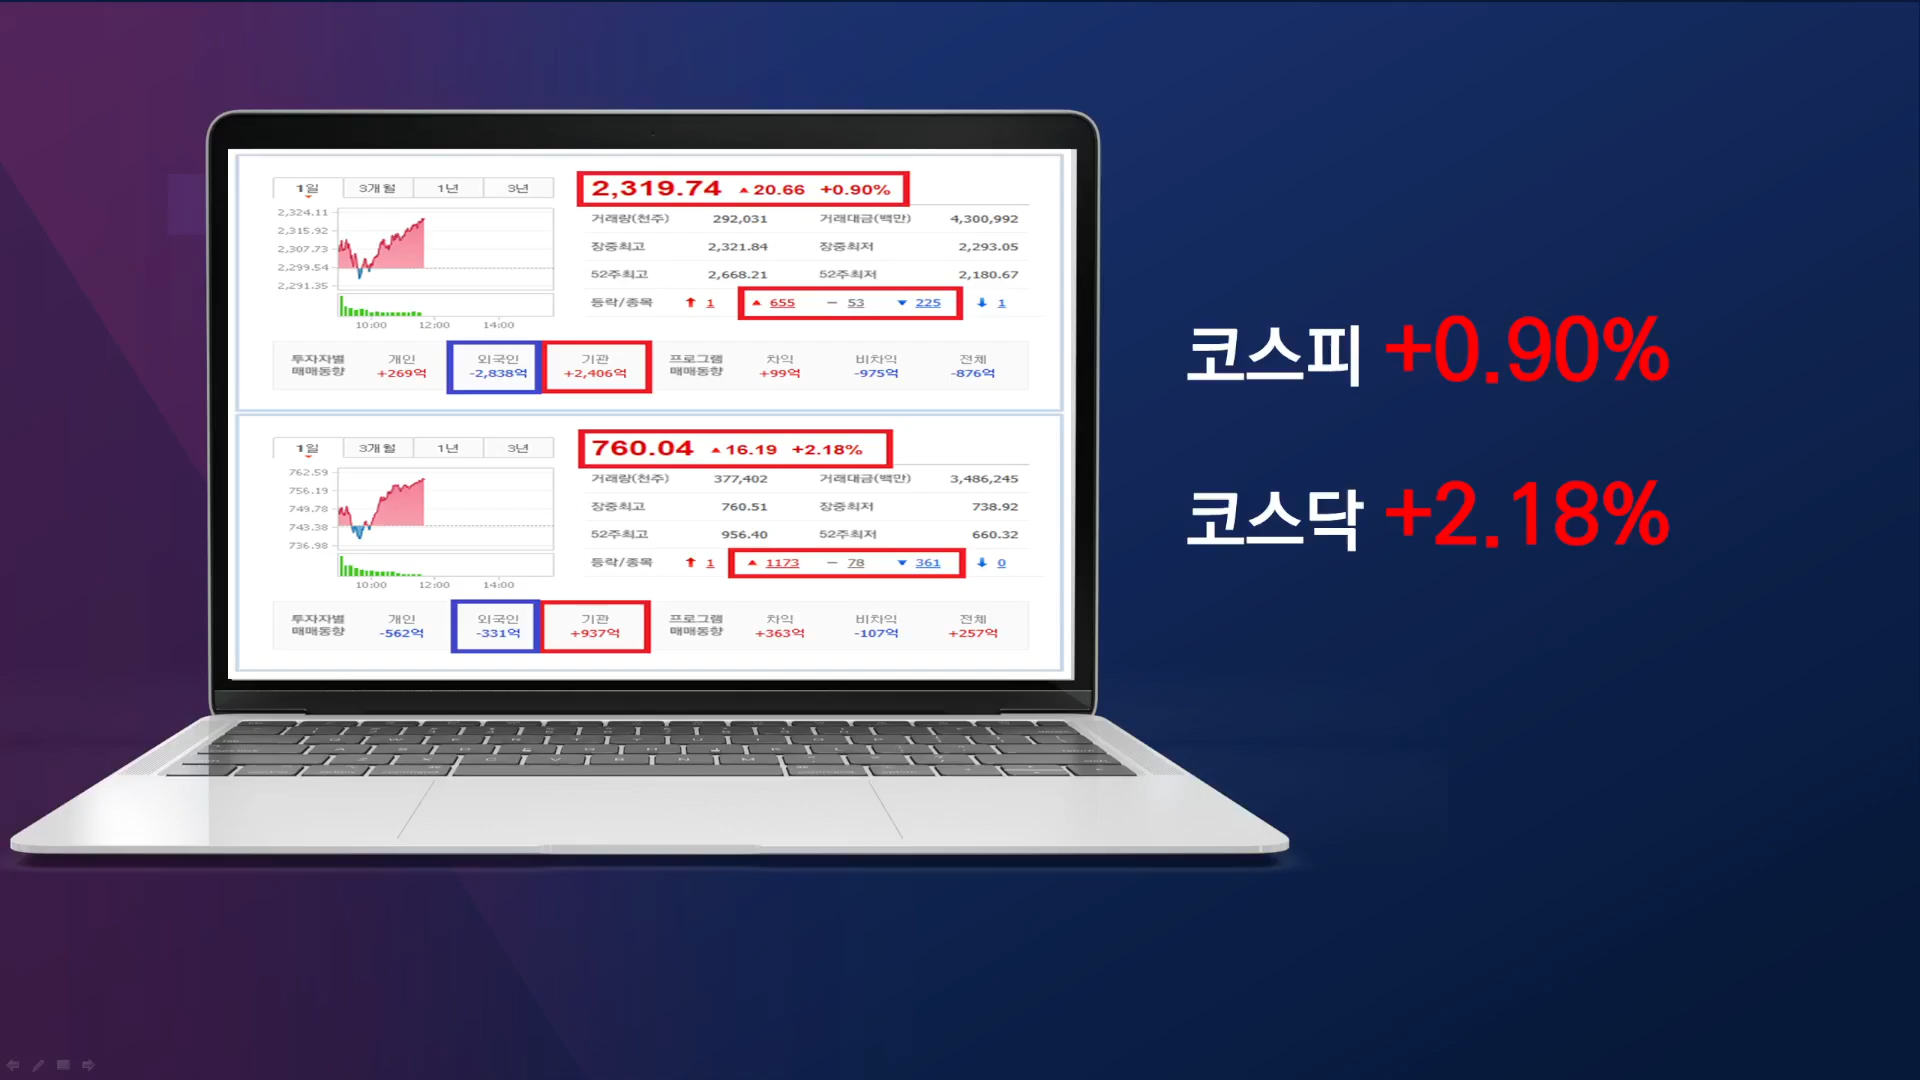 1일 3개월 1년 3년
2,319.74 ▲20.66 +0.90%
2,324.11
2,315.92
2,307.73
2,299.54
2,291.35
10:00 12:00 14:00
거래량(천주) 292,031 거래대금(백만) 4,300,992
장중최고 2,321.84 장중최저 2,293.05
52주최고 2,668.21 52주최저 2,180.67
등락/종목 ↑ 1 ▲ 655 – 53 ▼ 225 ↓ 1
투자자별 매매동향 개인 +269억 외국인 -2,838억 기관 +2,406억 프로그램 매매동향 차익 +99억 비차익 -975억 전체 -876억
1일 3개월 1년 3년
760.04 ▲16.19 +2.18%
762.59
756.19
749.78
743.38
736.98
10:00 12:00 14:00
거래량(천주) 377,402 거래대금(백만) 3,486,245
장중최고 760.51 장중최저 738.92
52주최고 956.40 52주최저 660.32
등락/종목 ↑ 1 ▲ 1173 – 78 ▼ 361 ↓ 0
투자자별 매매동향 개인 -562억 외국인 -331억 기관 +937억 프로그램 매매동향 차익 +363억 비차익 -107억 전체 +257억
코스피 +0.90%
코스닥 +2.18%